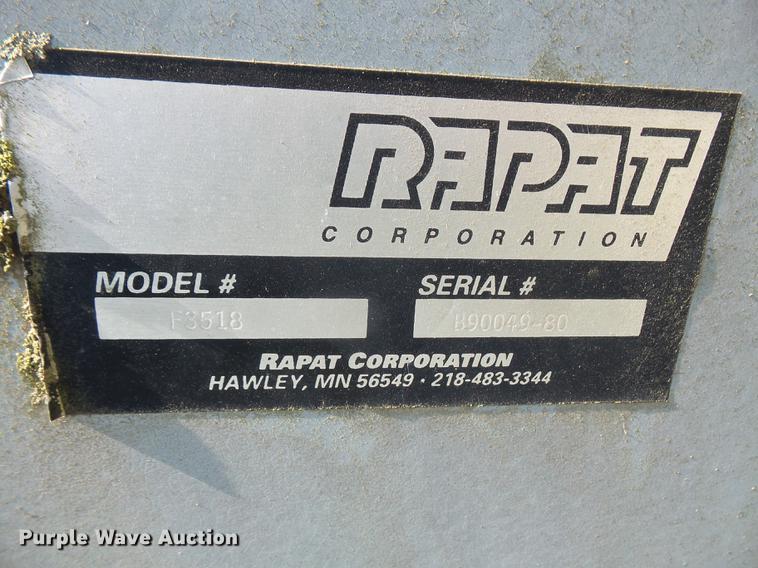 RAPAT
CORPORATION
MODEL # SERIAL #
F3518 B90049-80
RAPAT CORPORATION
HAWLEY, MN 56549 · 218-483-3344
Purple Wave Auction